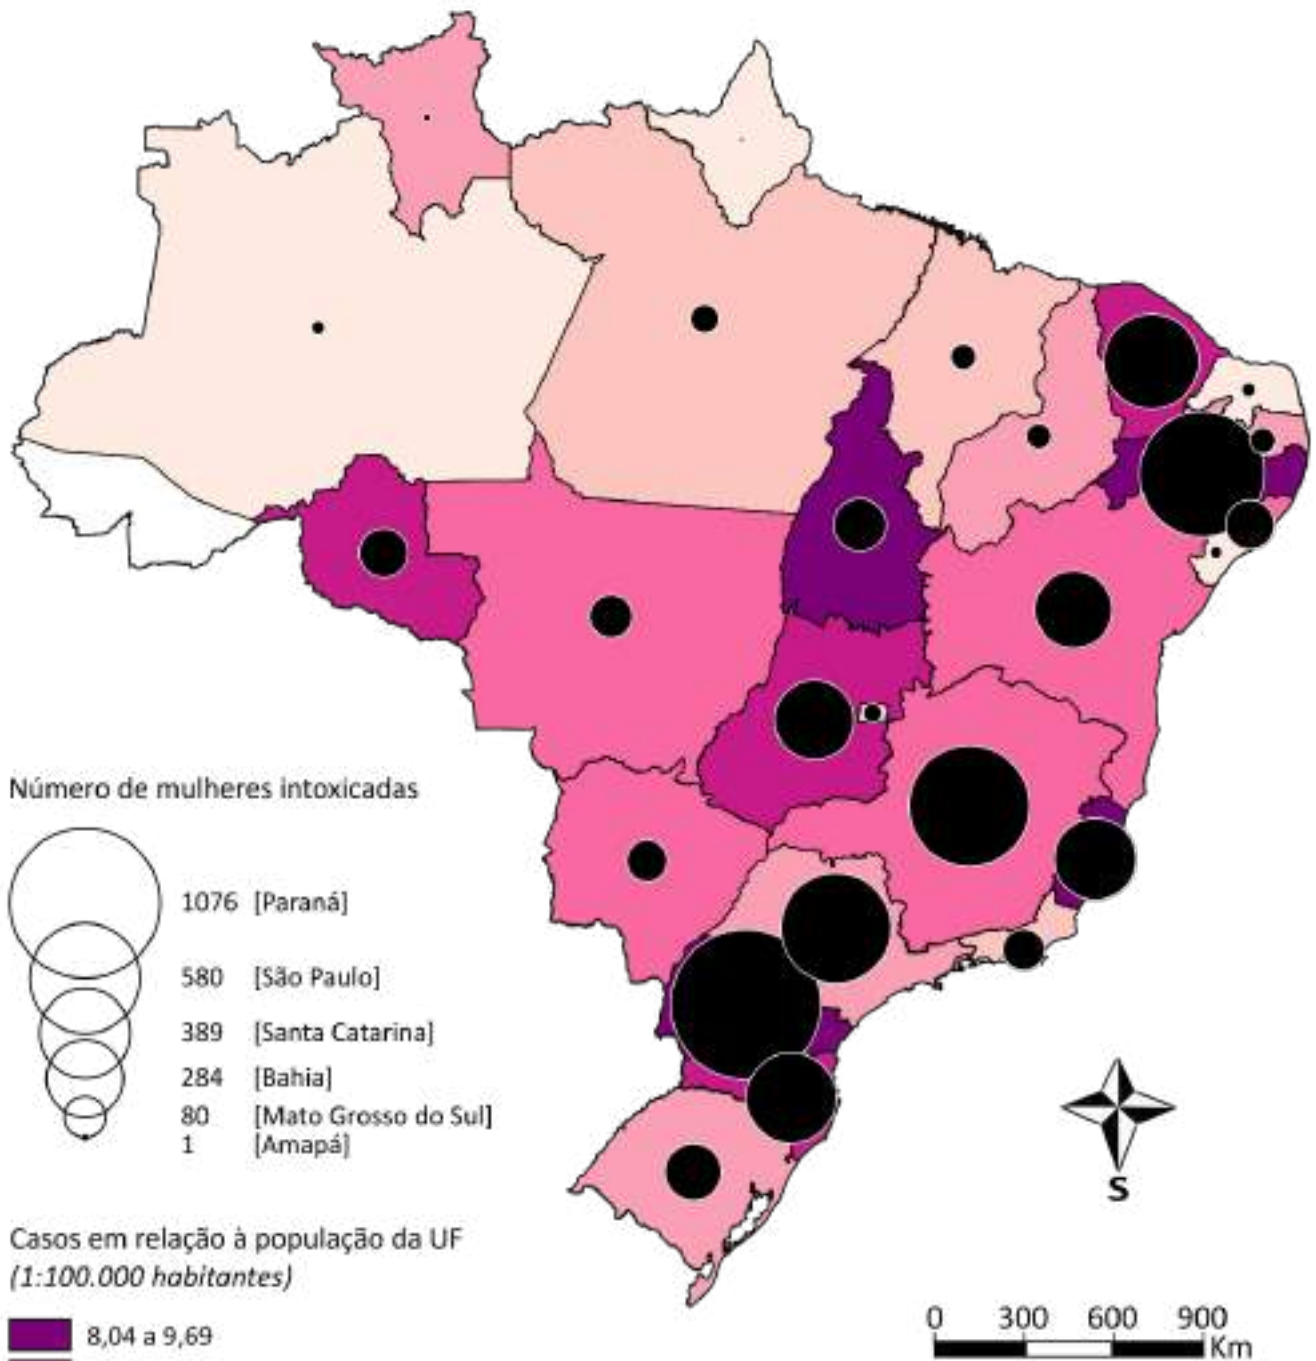 Número de mulheres intoxicadas
1076 [Paraná]
580 [São Paulo]
389 [Santa Catarina]
284 [Bahia]
80 [Mato Grosso do Sul]
1 [Amapá]
S
Casos em relação à população da UF
(1:100.000 habitantes)
8,04 a 9,69
0 300 600 900
Km